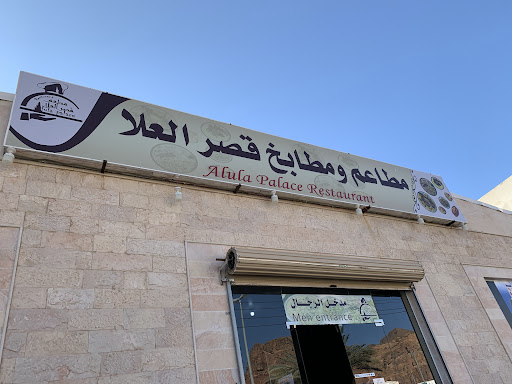 مطاعم ومطابخ قصر العلا
Alula Palace Restaurant
مدخل الرجال
Men entrance